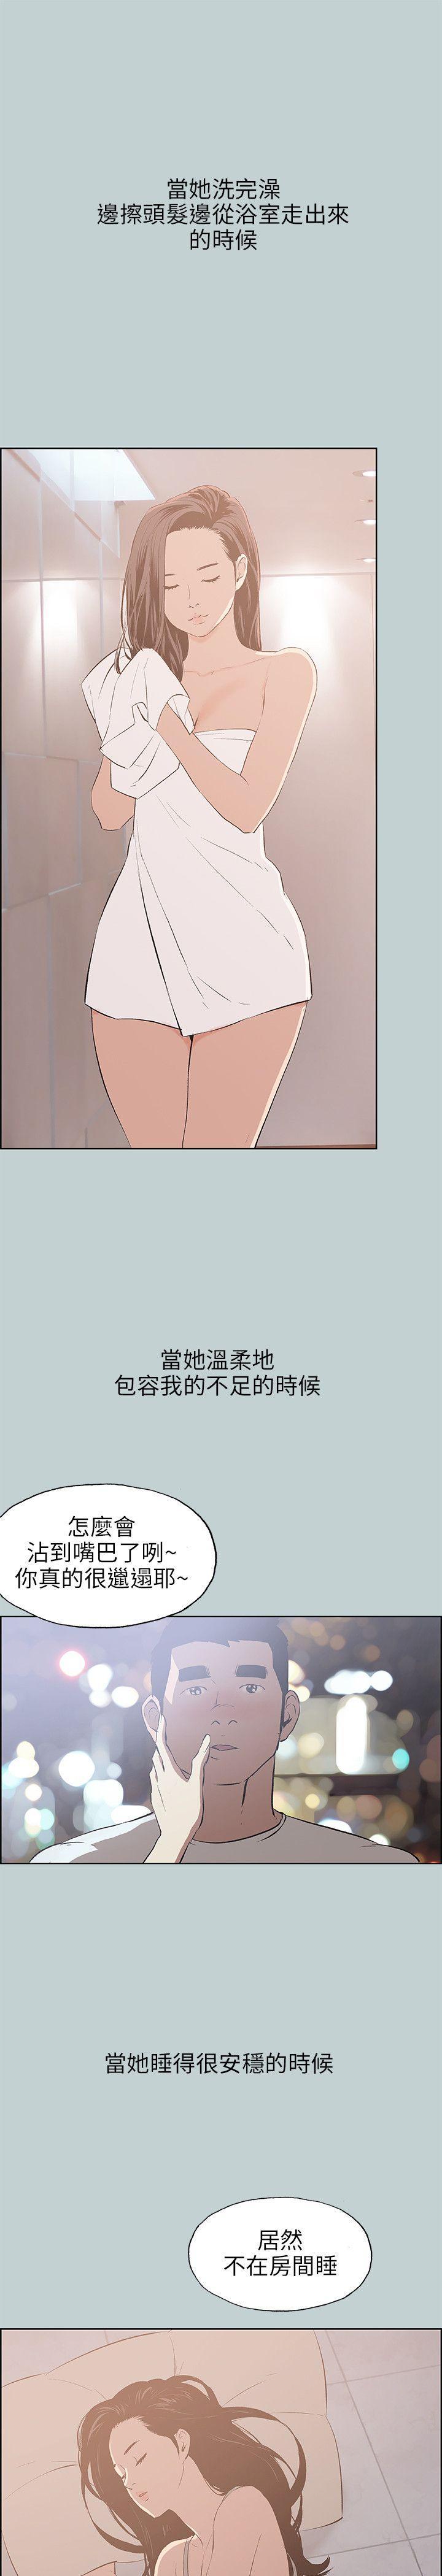 當她洗完澡
邊擦頭髮邊從浴室走出來
的時候
當她溫柔地
包容我的不足的時候
怎麼會
沾到嘴巴了咧~
你真的很邋遢耶~
當她睡得很安穩的時候
居然
不在房間睡